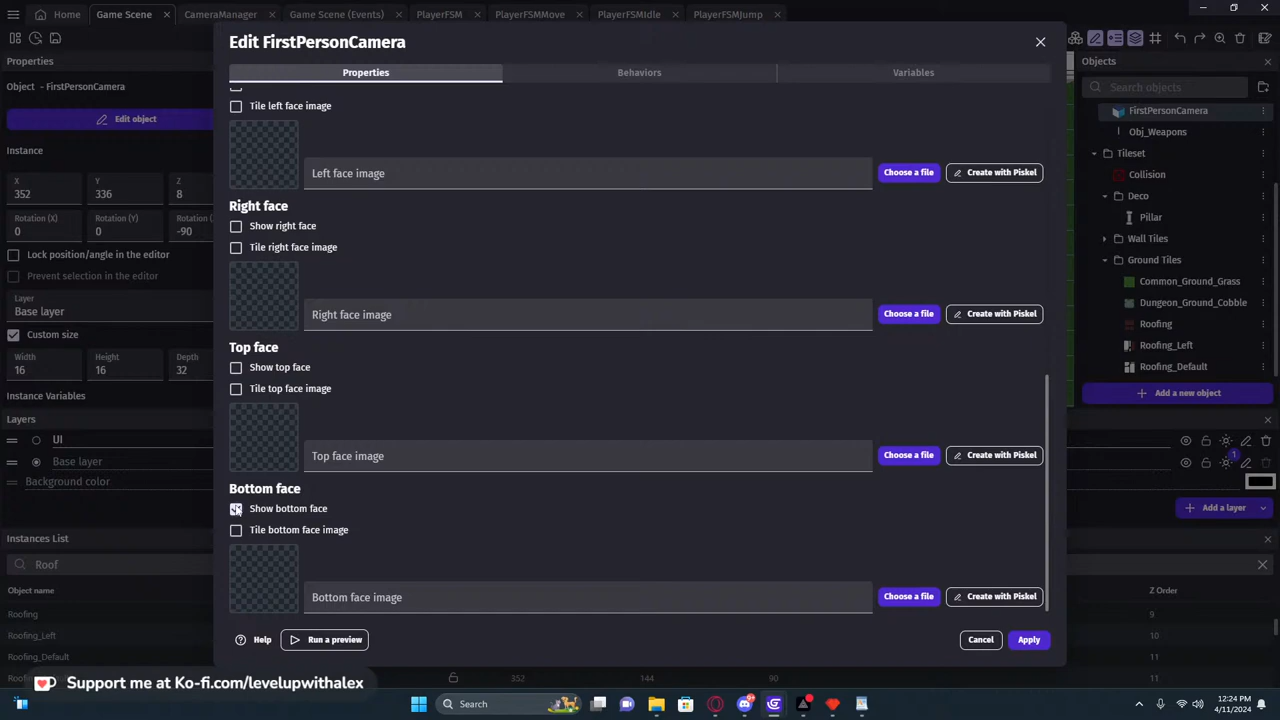 Home
Game Scene
CameraManager
Game Scene (Events)
PlayerFSM
PlayerFSMMove
PlayerFSMIdle
PlayerFSMJump
Properties
Object - FirstPersonCamera
Edit object
Instance
X
352
Y
336
Z
8
Rotation (X)
0
Rotation (Y)
0
Rotation (
-90
Lock position/angle in the editor
Prevent selection in the editor
Layer
Base layer
Custom size
Width
16
Height
16
Depth
32
Instance Variables
Layers
UI
Base layer
Background color
Instances List
Roof
Object name
Roofing
Roofing_Left
Roofing_Default
Edit FirstPersonCamera
Properties
Behaviors
Variables
Tile left face image
Left face image
Choose a file
Create with Piskel
Right face
Show right face
Tile right face image
Right face image
Choose a file
Create with Piskel
Top face
Show top face
Tile top face image
Top face image
Choose a file
Create with Piskel
Bottom face
Show bottom face
Tile bottom face image
Bottom face image
Choose a file
Create with Piskel
Help
Run a preview
Cancel
Apply
Objects
Search objects
FirstPersonCamera
Obj_Weapons
Tileset
Collision
Deco
Pillar
Wall Tiles
Ground Tiles
Common_Ground_Grass
Dungeon_Ground_Cobble
Roofing
Roofing_Left
Roofing_Default
Add a new object
1
Add a layer
Z Order
9
10
11
352
144
90
11
Support me at Ko-fi.com/levelupwithalex
Search
12:24 PM
4/11/2024